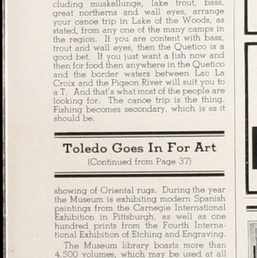 cluding muskellunge, lake trout, bass,
great northerns and wall eyes, arrange
your canoe trip in Lake of the Woods, as
stated, from any one of the many camps in
the region. If you are content with bass,
trout and wall eyes, then the Quetico is a
good bet. If you just want a fish now and
then for food then anywhere in the Quetico
and the border waters between Lac La
Croix and the Pigeon River will suit you to
a T. And that's what most of the people are
looking for. The canoe trip is the thing.
Fishing becomes secondary, which is as it
should be.
Toledo Goes In For Art
(Continued from Page 37)
showing of Oriental rugs. During the year
the Museum is exhibiting modern Spanish
paintings from the Carnegie International
Exhibition in Pittsburgh, as well as one
hundred prints from the Fourth Interna-
tional Exhibition of Etching and Engraving.
The Museum library boasts more than
4,500 volumes, which may be used at all